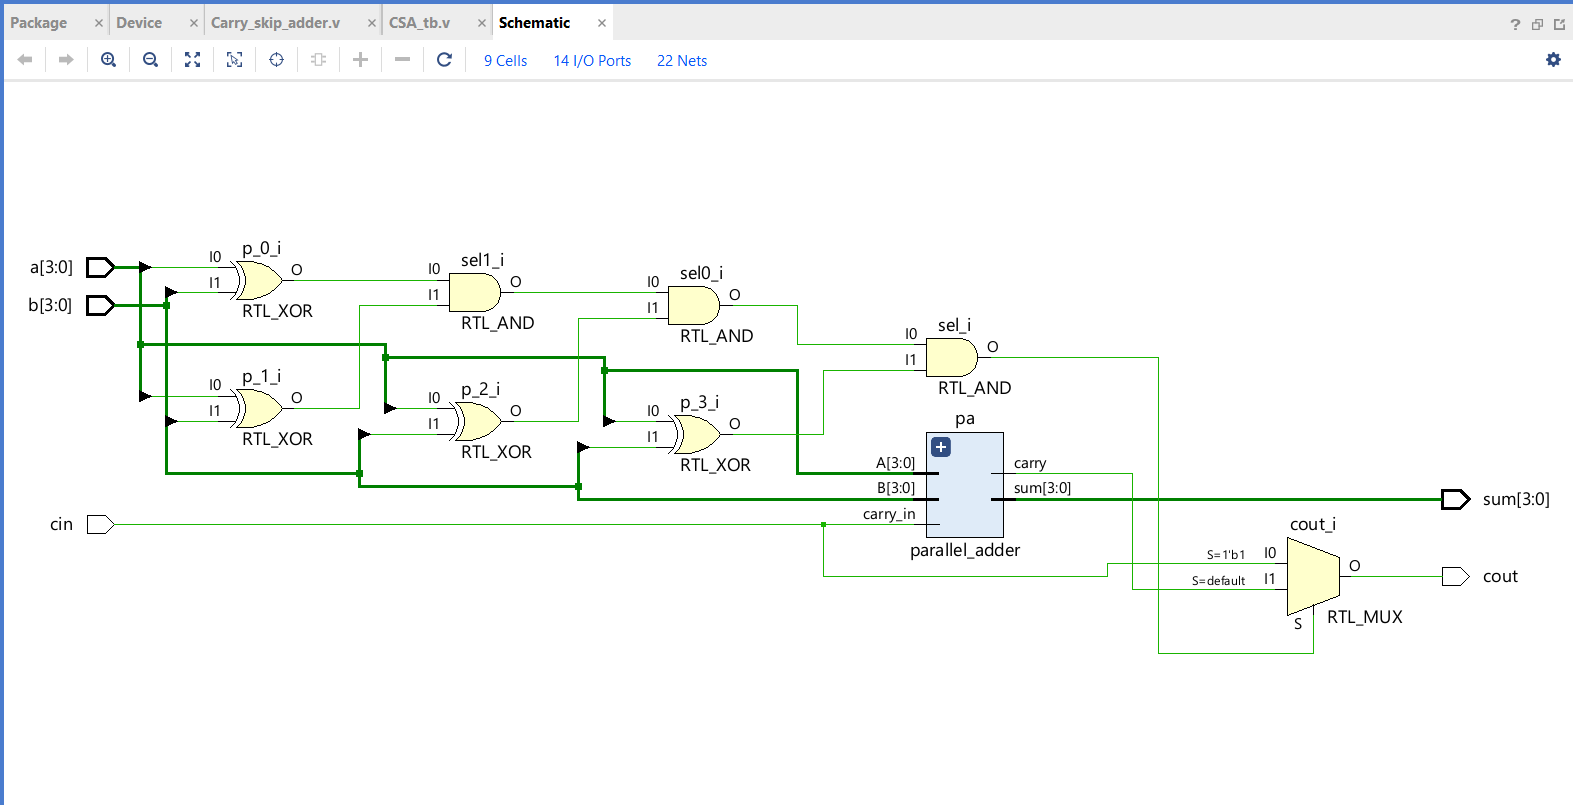 Package × Device × Carry_skip_adder.v × CSA_tb.v × Schematic × ?
9 Cells 14 I/O Ports 22 Nets
a[3:0]
b[3:0]
cin
p_0_i
I0
I1
O
RTL_XOR
p_1_i
I0
I1
O
RTL_XOR
sel1_i
I0
I1
O
RTL_AND
p_2_i
I0
I1
O
RTL_XOR
sel0_i
I0
I1
O
RTL_AND
p_3_i
I0
I1
O
RTL_XOR
sel_i
I0
I1
O
RTL_AND
pa
A[3:0]
B[3:0]
carry_in
carry
sum[3:0]
parallel_adder
cout_i
S=1'b1 I0
S=default I1
S
O
RTL_MUX
sum[3:0]
cout